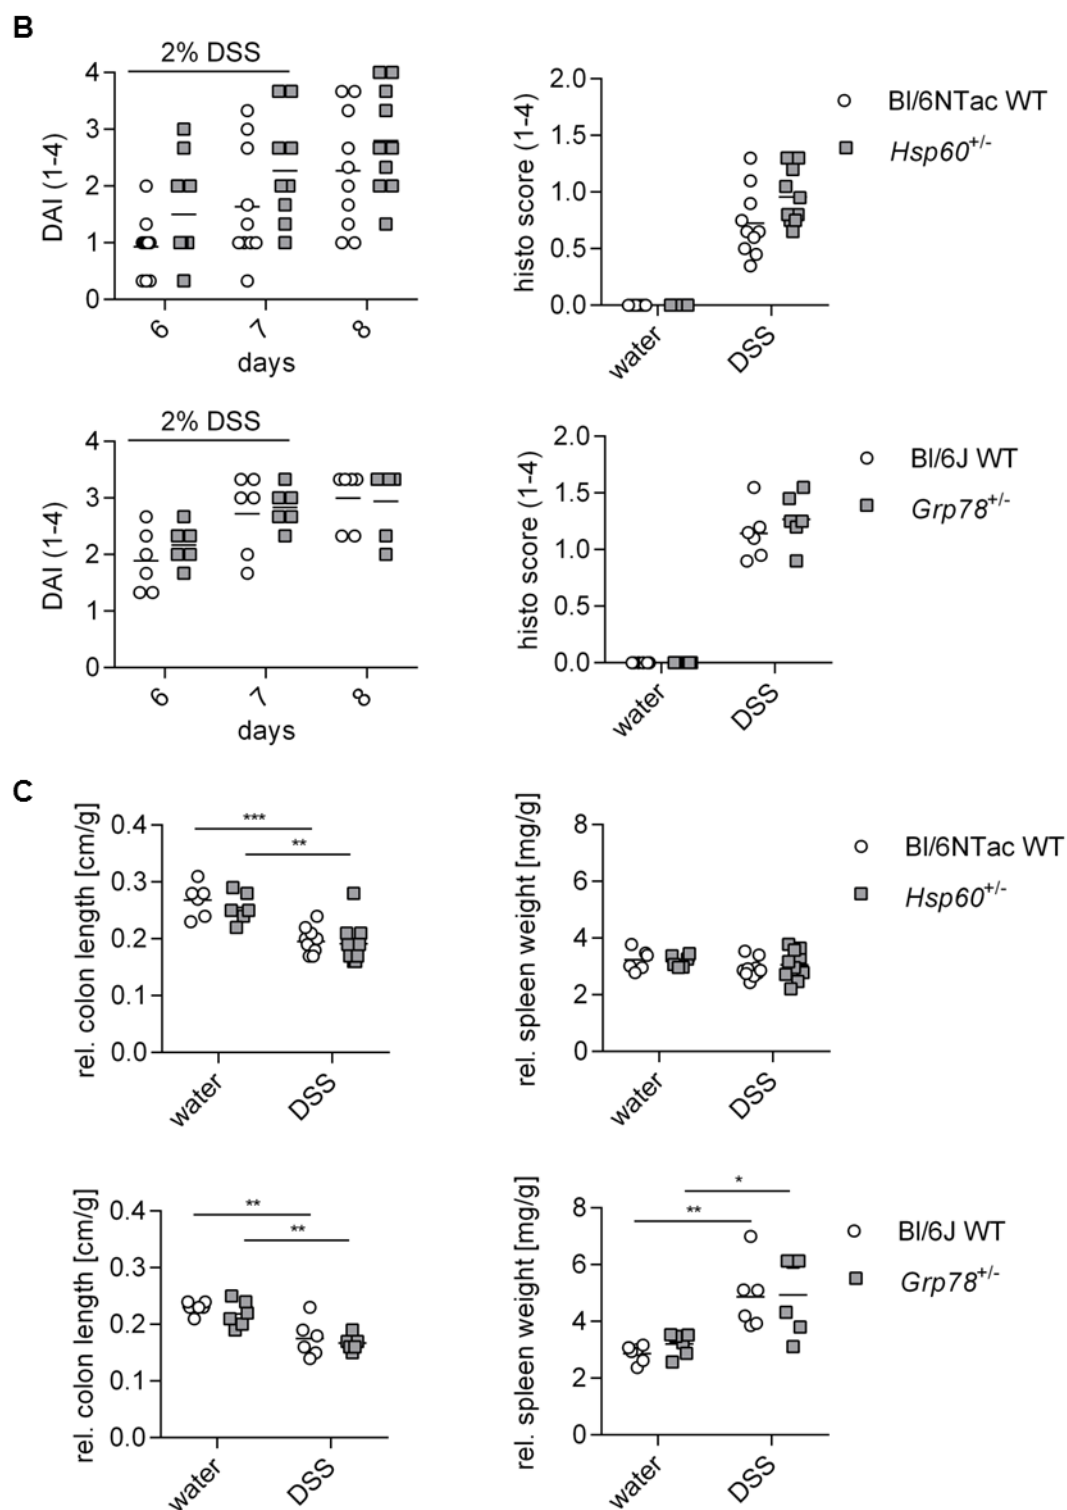 B
2% DSS
DAI (1-4)
4
3
2
1
0
6
7
8
days
histo score (1-4)
2.0
1.5
1.0
0.5
0.0
water
DSS
Bl/6NTac WT
Hsp60+/-
2% DSS
DAI (1-4)
4
3
2
1
0
6
7
8
days
histo score (1-4)
2.0
1.5
1.0
0.5
0.0
water
DSS
Bl/6J WT
Grp78+/-
C
rel. colon length [cm/g]
0.4
0.3
0.2
0.1
0.0
***
**
water
DSS
rel. spleen weight [mg/g]
8
6
4
2
0
water
DSS
Bl/6NTac WT
Hsp60+/-
rel. colon length [cm/g]
0.4
0.3
0.2
0.1
0.0
**
**
water
DSS
rel. spleen weight [mg/g]
8
6
4
2
0
*
**
water
DSS
Bl/6J WT
Grp78+/-